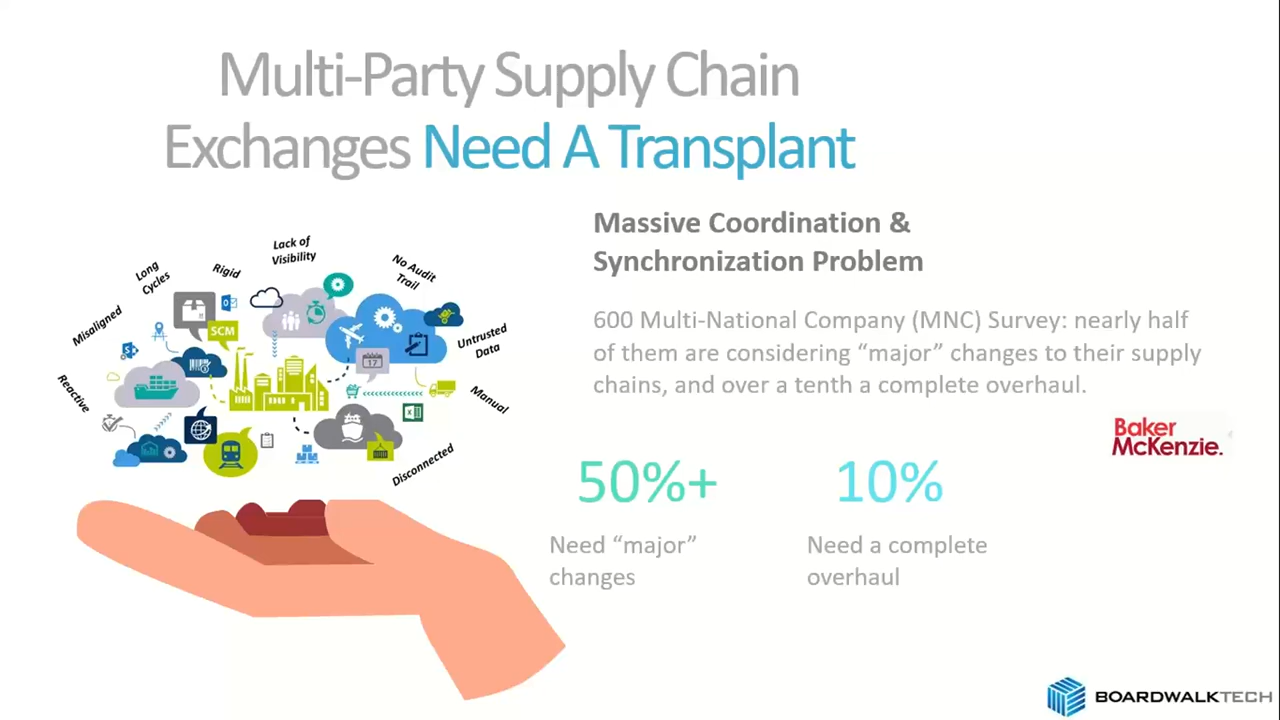 Multi-Party Supply Chain
Exchanges Need A Transplant
Massive Coordination &
Synchronization Problem
600 Multi-National Company (MNC) Survey: nearly half
of them are considering “major” changes to their supply
chains, and over a tenth a complete overhaul.
Baker
McKenzie.
50%+
Need “major”
changes
10%
Need a complete
overhaul
Reactive
Misaligned
Long
Cycles
Rigid
Lack of
Visibility
No Audit
Trail
Untrusted
Data
Manual
Disconnected
SCM
17
BOARDWALKTECH